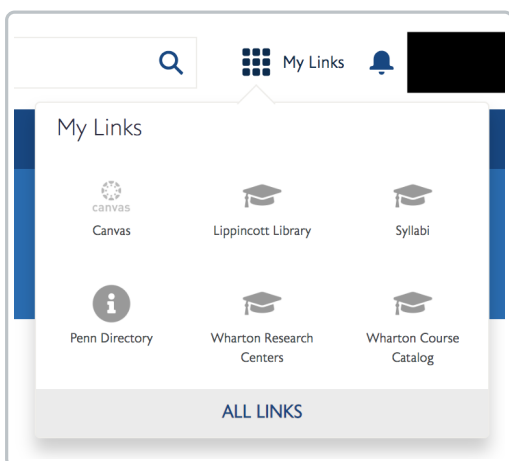 My Links
My Links
canvas
Canvas
Lippincott Library
Syllabi
Penn Directory
Wharton Research
Centers
Wharton Course
Catalog
ALL LINKS